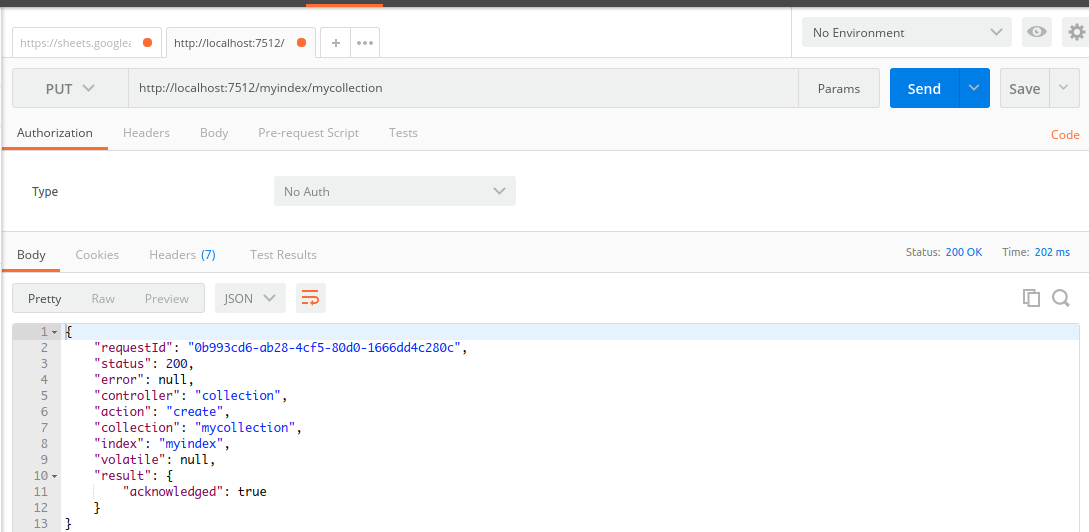 https://sheets.google
http://localhost:7512/
+
•••
No Environment
PUT
http://localhost:7512/myindex/mycollection
Params
Send
Save
Authorization
Headers
Body
Pre-request Script
Tests
Code
Type
No Auth
Body
Cookies
Headers (7)
Test Results
Status: 200 OK
Time: 202 ms
Pretty
Raw
Preview
JSON
1 {
2 "requestId": "0b993cd6-ab28-4cf5-80d0-1666dd4c280c",
3 "status": 200,
4 "error": null,
5 "controller": "collection",
6 "action": "create",
7 "collection": "mycollection",
8 "index": "myindex",
9 "volatile": null,
10 "result": {
11 "acknowledged": true
12 }
13 }